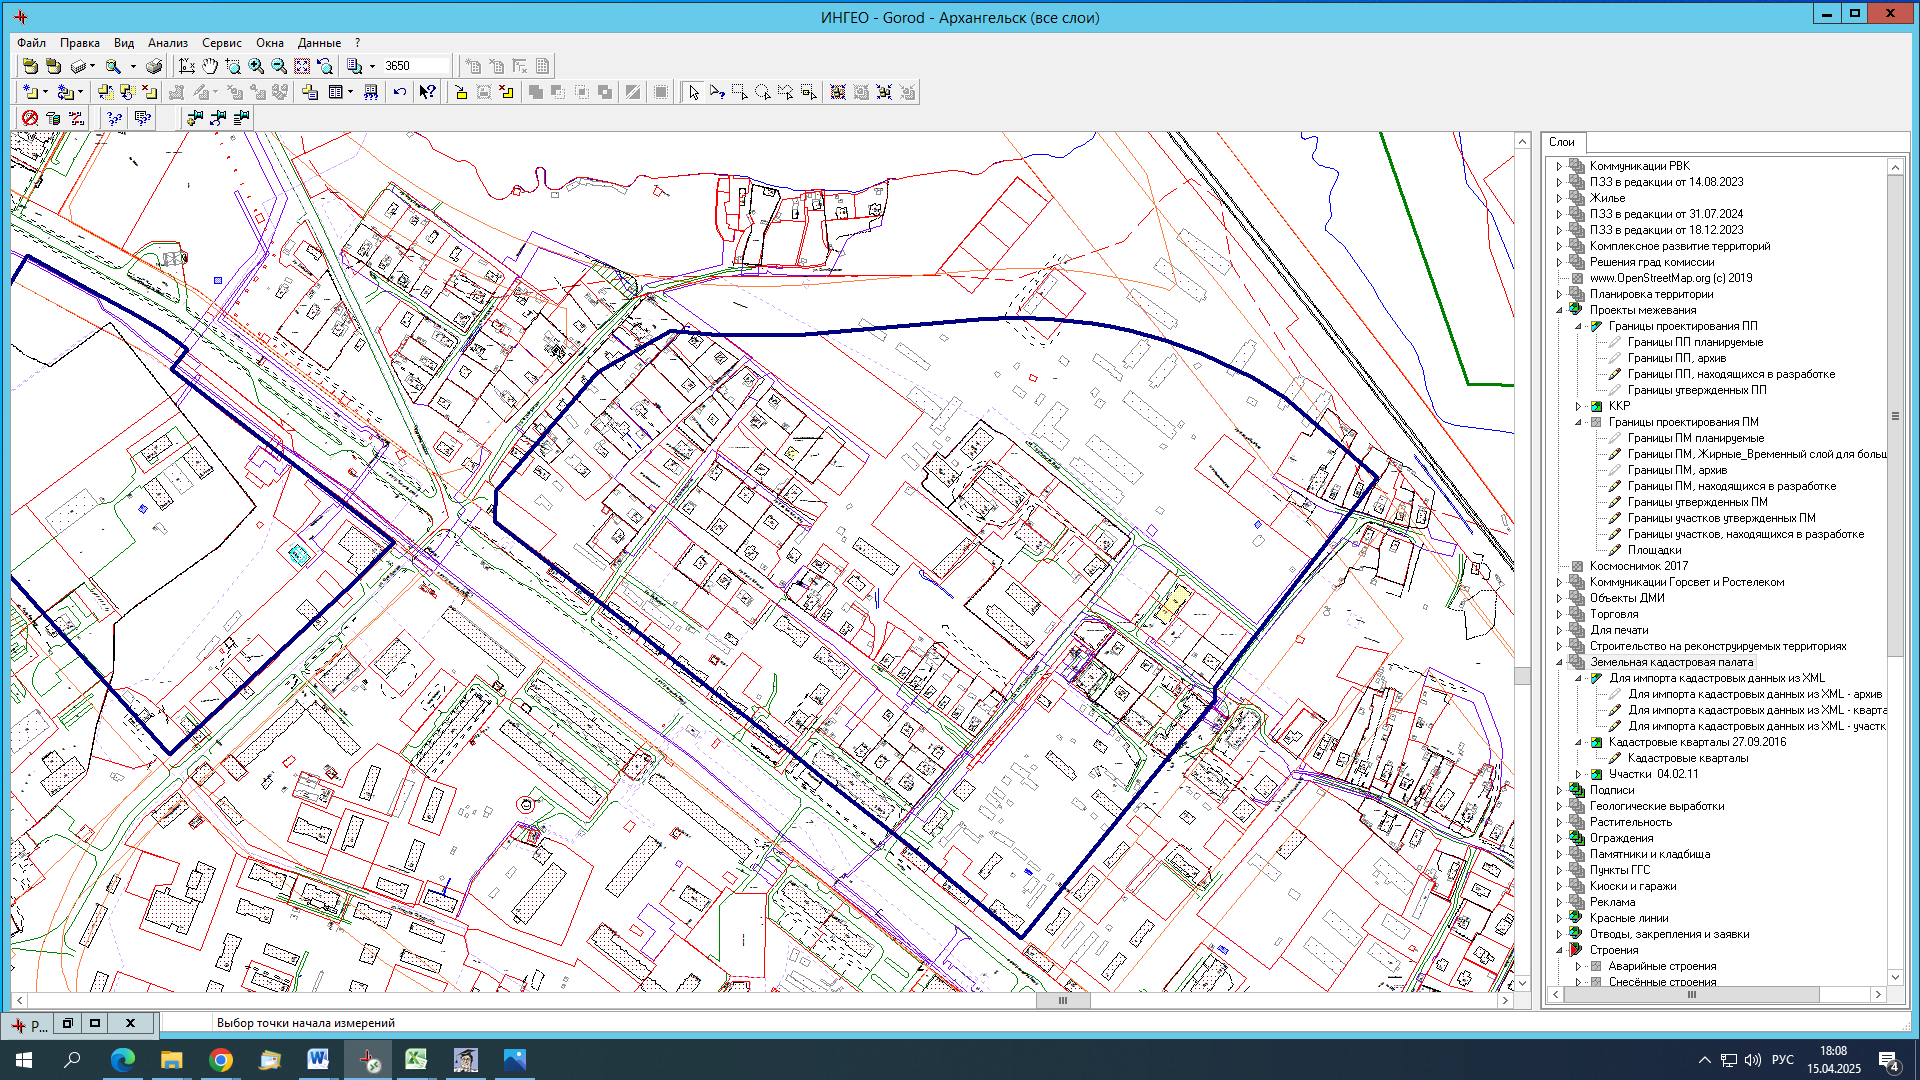 ИНГЕО - Gorod - Архангельск (все слои)
Файл Правка Вид Анализ Сервис Окна Данные ?
3650
Слои
Коммуникации РВК
ПЗЗ в редакции от 14.08.2023
Жилье
ПЗЗ в редакции от 31.07.2024
ПЗЗ в редакции от 18.12.2023
Комплексное развитие территорий
Решения град комиссии
www.OpenStreetMap.org (c) 2019
Планировка территории
Проекты межевания
Границы проектирования ПП
Границы ПП планируемые
Границы ПП, архив
Границы ПП, находящихся в разработке
Границы утвержденных ПП
ККР
Границы проектирования ПМ
Границы ПМ планируемые
Границы ПМ, Жирные_Временный слой для больш
Границы ПМ, архив
Границы ПМ, находящихся в разработке
Границы утвержденных ПМ
Границы участков утвержденных ПМ
Границы участков, находящихся в разработке
Площадки
Космоснимок 2017
Коммуникации Горсвет и Ростелеком
Объекты ДМИ
Торговля
Для печати
Строительство на реконструируемых территориях
Земельная кадастровая палата
Для импорта кадастровых данных из XML
Для импорта кадастровых данных из XML - архив
Для импорта кадастровых данных из XML - кварта
Для импорта кадастровых данных из XML - участк
Кадастровые кварталы 27.09.2016
Кадастровые кварталы
Участки 04.02.11
Подписи
Геологические выработки
Растительность
Ограждения
Памятники и кладбища
Пункты ГГС
Киоски и гаражи
Реклама
Красные линии
Отводы, закрепления и заявки
Строения
Аварийные строения
Снесённые строения
Р...
Выбор точки начала измерений
РУС
18:08
15.04.2025
4